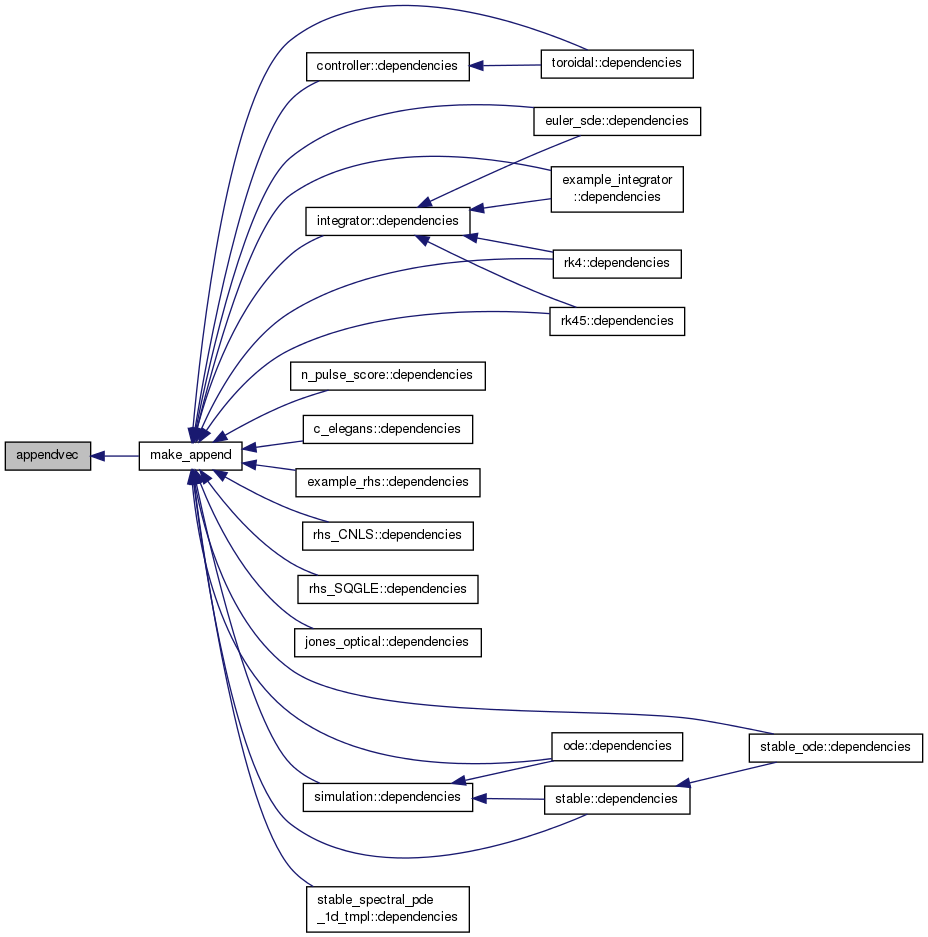 toroidal::dependencies
controller::dependencies
euler_sde::dependencies
example_integrator
::dependencies
integrator::dependencies
rk4::dependencies
rk45::dependencies
n_pulse_score::dependencies
c_elegans::dependencies
appendvec
make_append
example_rhs::dependencies
rhs_CNLS::dependencies
rhs_SQGLE::dependencies
jones_optical::dependencies
ode::dependencies
stable_ode::dependencies
simulation::dependencies
stable::dependencies
stable_spectral_pde
_1d_tmpl::dependencies